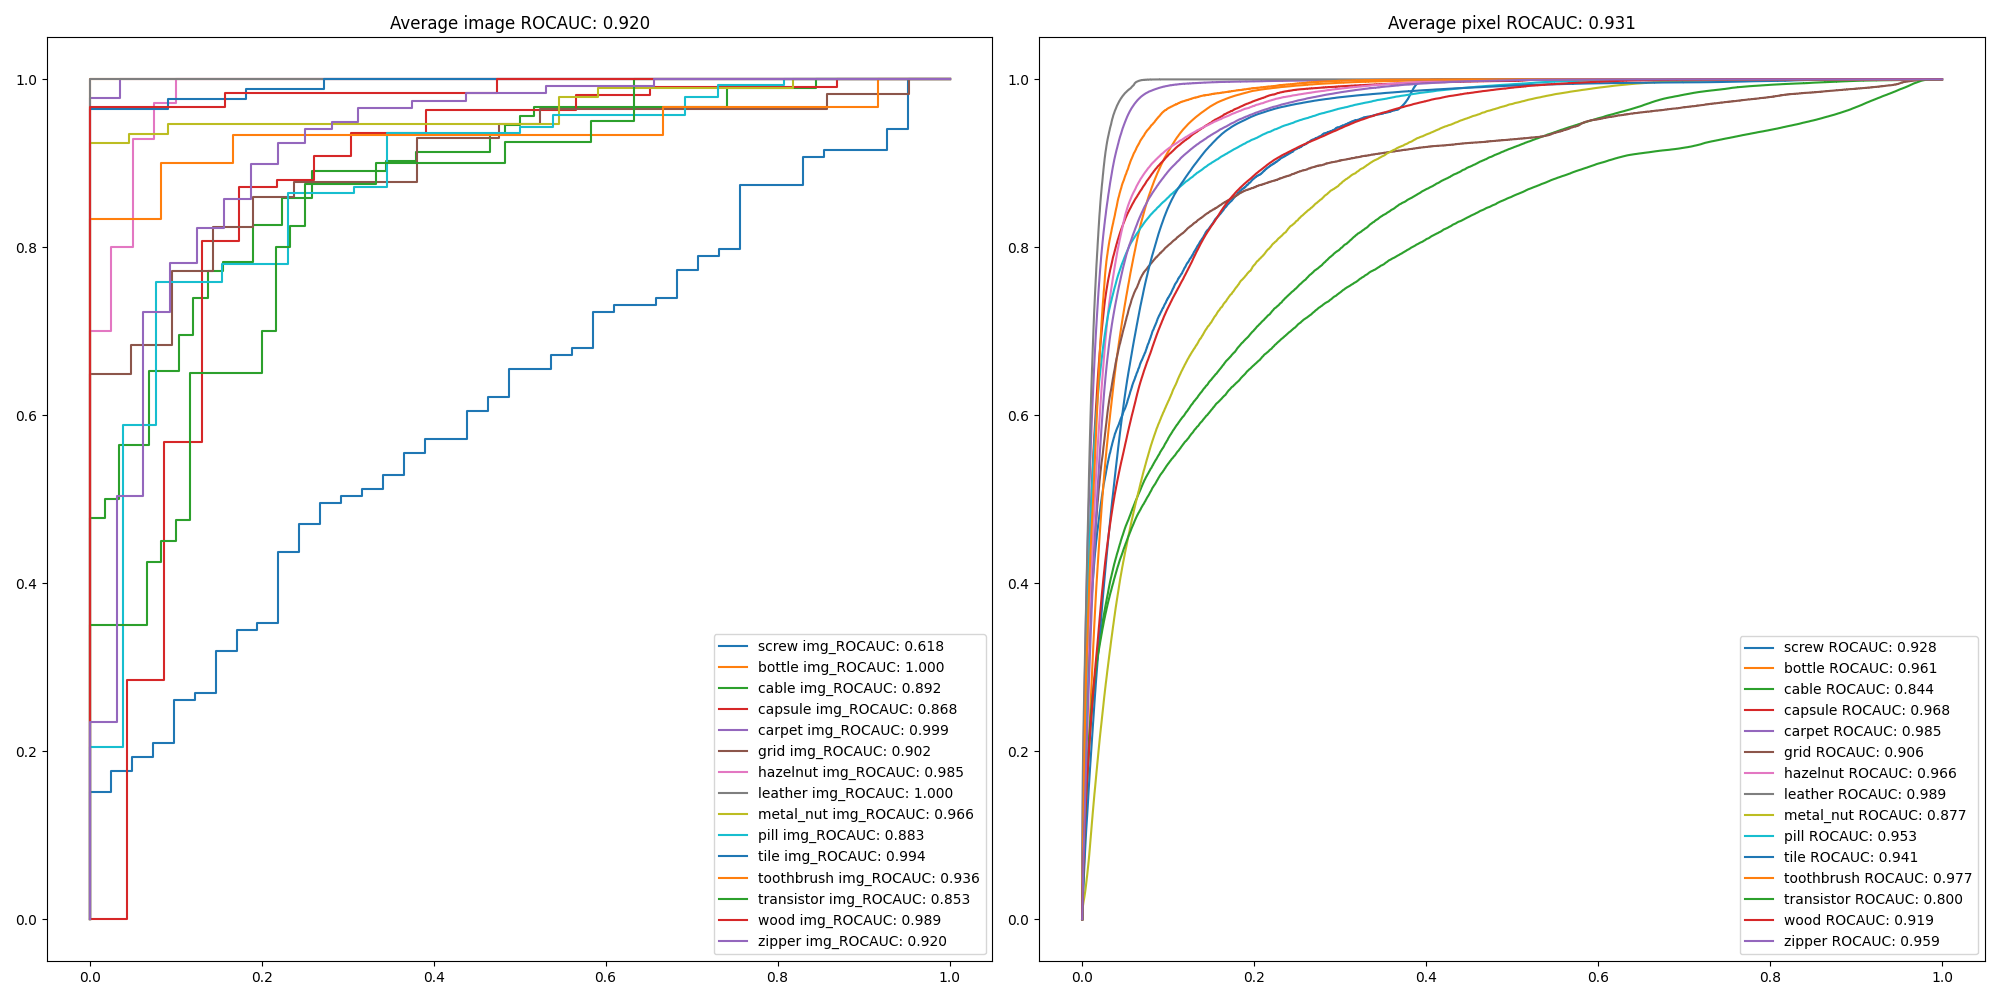 Average image ROCAUC: 0.920
1.0
0.8
0.6
0.4
0.2
0.0
0.0 0.2 0.4 0.6 0.8 1.0
screw img_ROCAUC: 0.618
bottle img_ROCAUC: 1.000
cable img_ROCAUC: 0.892
capsule img_ROCAUC: 0.868
carpet img_ROCAUC: 0.999
grid img_ROCAUC: 0.902
hazelnut img_ROCAUC: 0.985
leather img_ROCAUC: 1.000
metal_nut img_ROCAUC: 0.966
pill img_ROCAUC: 0.883
tile img_ROCAUC: 0.994
toothbrush img_ROCAUC: 0.936
transistor img_ROCAUC: 0.853
wood img_ROCAUC: 0.989
zipper img_ROCAUC: 0.920
Average pixel ROCAUC: 0.931
1.0
0.8
0.6
0.4
0.2
0.0
0.0 0.2 0.4 0.6 0.8 1.0
screw ROCAUC: 0.928
bottle ROCAUC: 0.961
cable ROCAUC: 0.844
capsule ROCAUC: 0.968
carpet ROCAUC: 0.985
grid ROCAUC: 0.906
hazelnut ROCAUC: 0.966
leather ROCAUC: 0.989
metal_nut ROCAUC: 0.877
pill ROCAUC: 0.953
tile ROCAUC: 0.941
toothbrush ROCAUC: 0.977
transistor ROCAUC: 0.800
wood ROCAUC: 0.919
zipper ROCAUC: 0.959